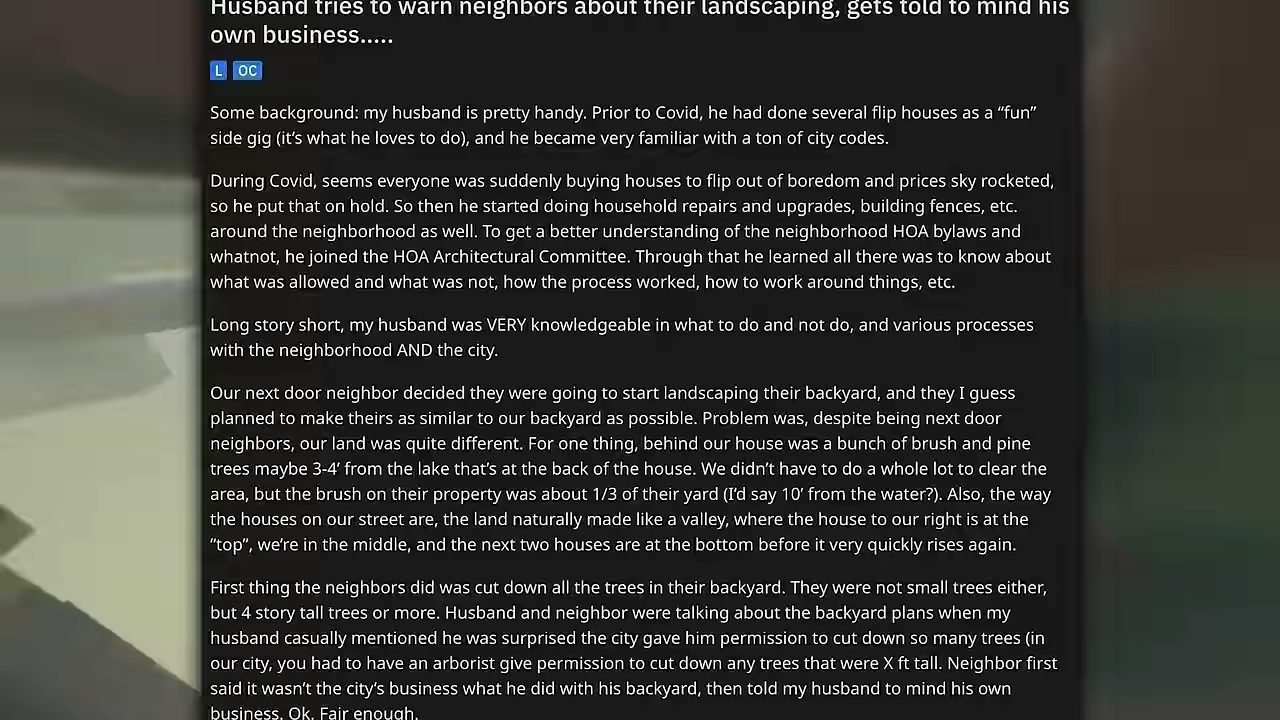 Husband tries to warn neighbors about their landscaping, gets told to mind his
own business.....
L OC
Some background: my husband is pretty handy. Prior to Covid, he had done several flip houses as a “fun”
side gig (it’s what he loves to do), and he became very familiar with a ton of city codes.
During Covid, seems everyone was suddenly buying houses to flip out of boredom and prices sky rocketed,
so he put that on hold. So then he started doing household repairs and upgrades, building fences, etc.
around the neighborhood as well. To get a better understanding of the neighborhood HOA bylaws and
whatnot, he joined the HOA Architectural Committee. Through that he learned all there was to know about
what was allowed and what was not, how the process worked, how to work around things, etc.
Long story short, my husband was VERY knowledgeable in what to do and not do, and various processes
with the neighborhood AND the city.
Our next door neighbor decided they were going to start landscaping their backyard, and they I guess
planned to make theirs as similar to our backyard as possible. Problem was, despite being next door
neighbors, our land was quite different. For one thing, behind our house was a bunch of brush and pine
trees maybe 3-4’ from the lake that’s at the back of the house. We didn’t have to do a whole lot to clear the
area, but the brush on their property was about 1/3 of their yard (I’d say 10’ from the water?). Also, the way
the houses on our street are, the land naturally made like a valley, where the house to our right is at the
“top”, we’re in the middle, and the next two houses are at the bottom before it very quickly rises again.
First thing the neighbors did was cut down all the trees in their backyard. They were not small trees either,
but 4 story tall trees or more. Husband and neighbor were talking about the backyard plans when my
husband casually mentioned he was surprised the city gave him permission to cut down so many trees (in
our city, you had to have an arborist give permission to cut down any trees that were X ft tall. Neighbor first
said it wasn’t the city’s business what he did with his backyard, then told my husband to mind his own
business. Ok. Fair enough.